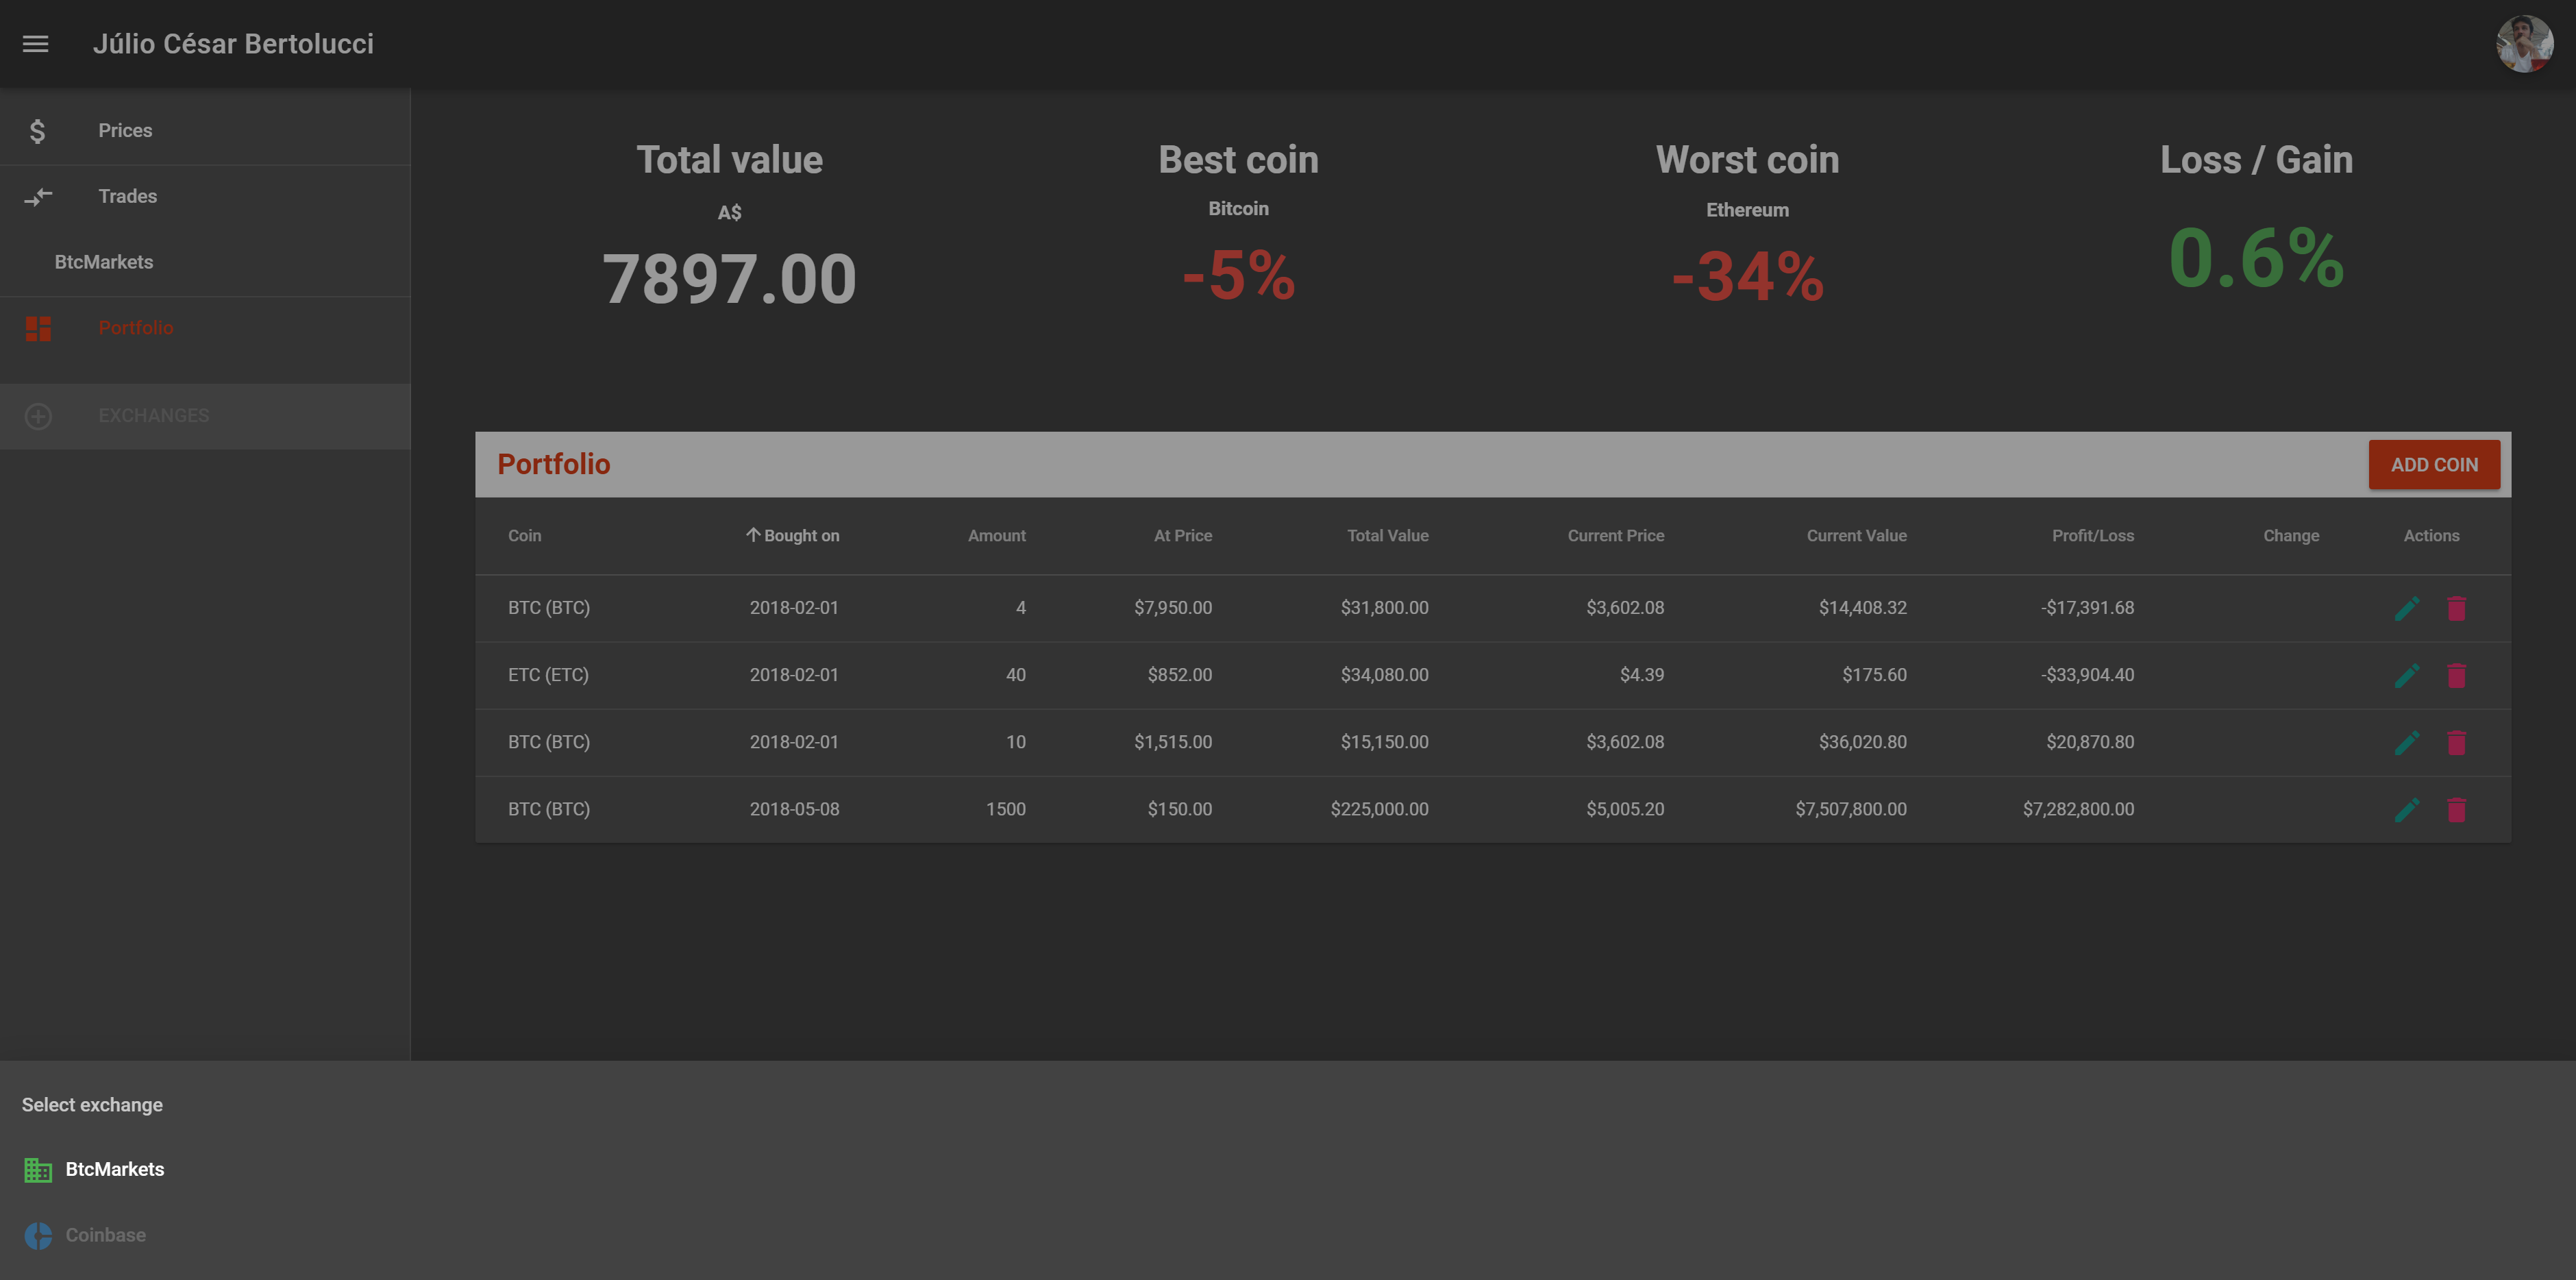 Júlio César Bertolucci
Prices
Trades
BtcMarkets
Portfolio
EXCHANGES
Total value
A$
7897.00
Best coin
Bitcoin
-5%
Worst coin
Ethereum
-34%
Loss / Gain
0.6%
Portfolio ADD COIN
Coin Bought on Amount At Price Total Value Current Price Current Value Profit/Loss Change Actions
BTC (BTC) 2018-02-01 4 $7,950.00 $31,800.00 $3,602.08 $14,408.32 -$17,391.68
ETC (ETC) 2018-02-01 40 $852.00 $34,080.00 $4.39 $175.60 -$33,904.40
BTC (BTC) 2018-02-01 10 $1,515.00 $15,150.00 $3,602.08 $36,020.80 $20,870.80
BTC (BTC) 2018-05-08 1500 $150.00 $225,000.00 $5,005.20 $7,507,800.00 $7,282,800.00
Select exchange
BtcMarkets
Coinbase